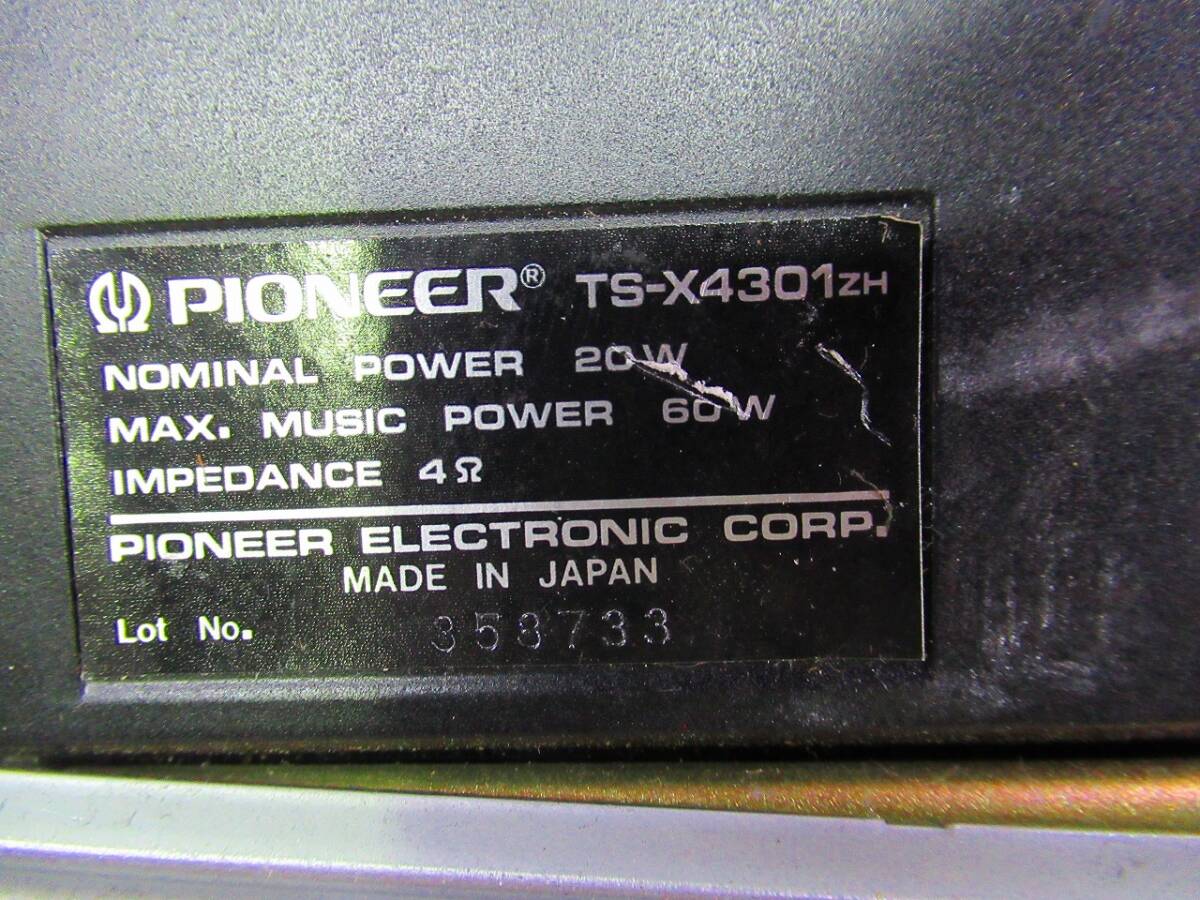 PIONEER® TS-X4301ZH
NOMINAL POWER 20W
MAX. MUSIC POWER 60W
IMPEDANCE 4Ω
PIONEER ELECTRONIC CORP.
MADE IN JAPAN
Lot No. 358733